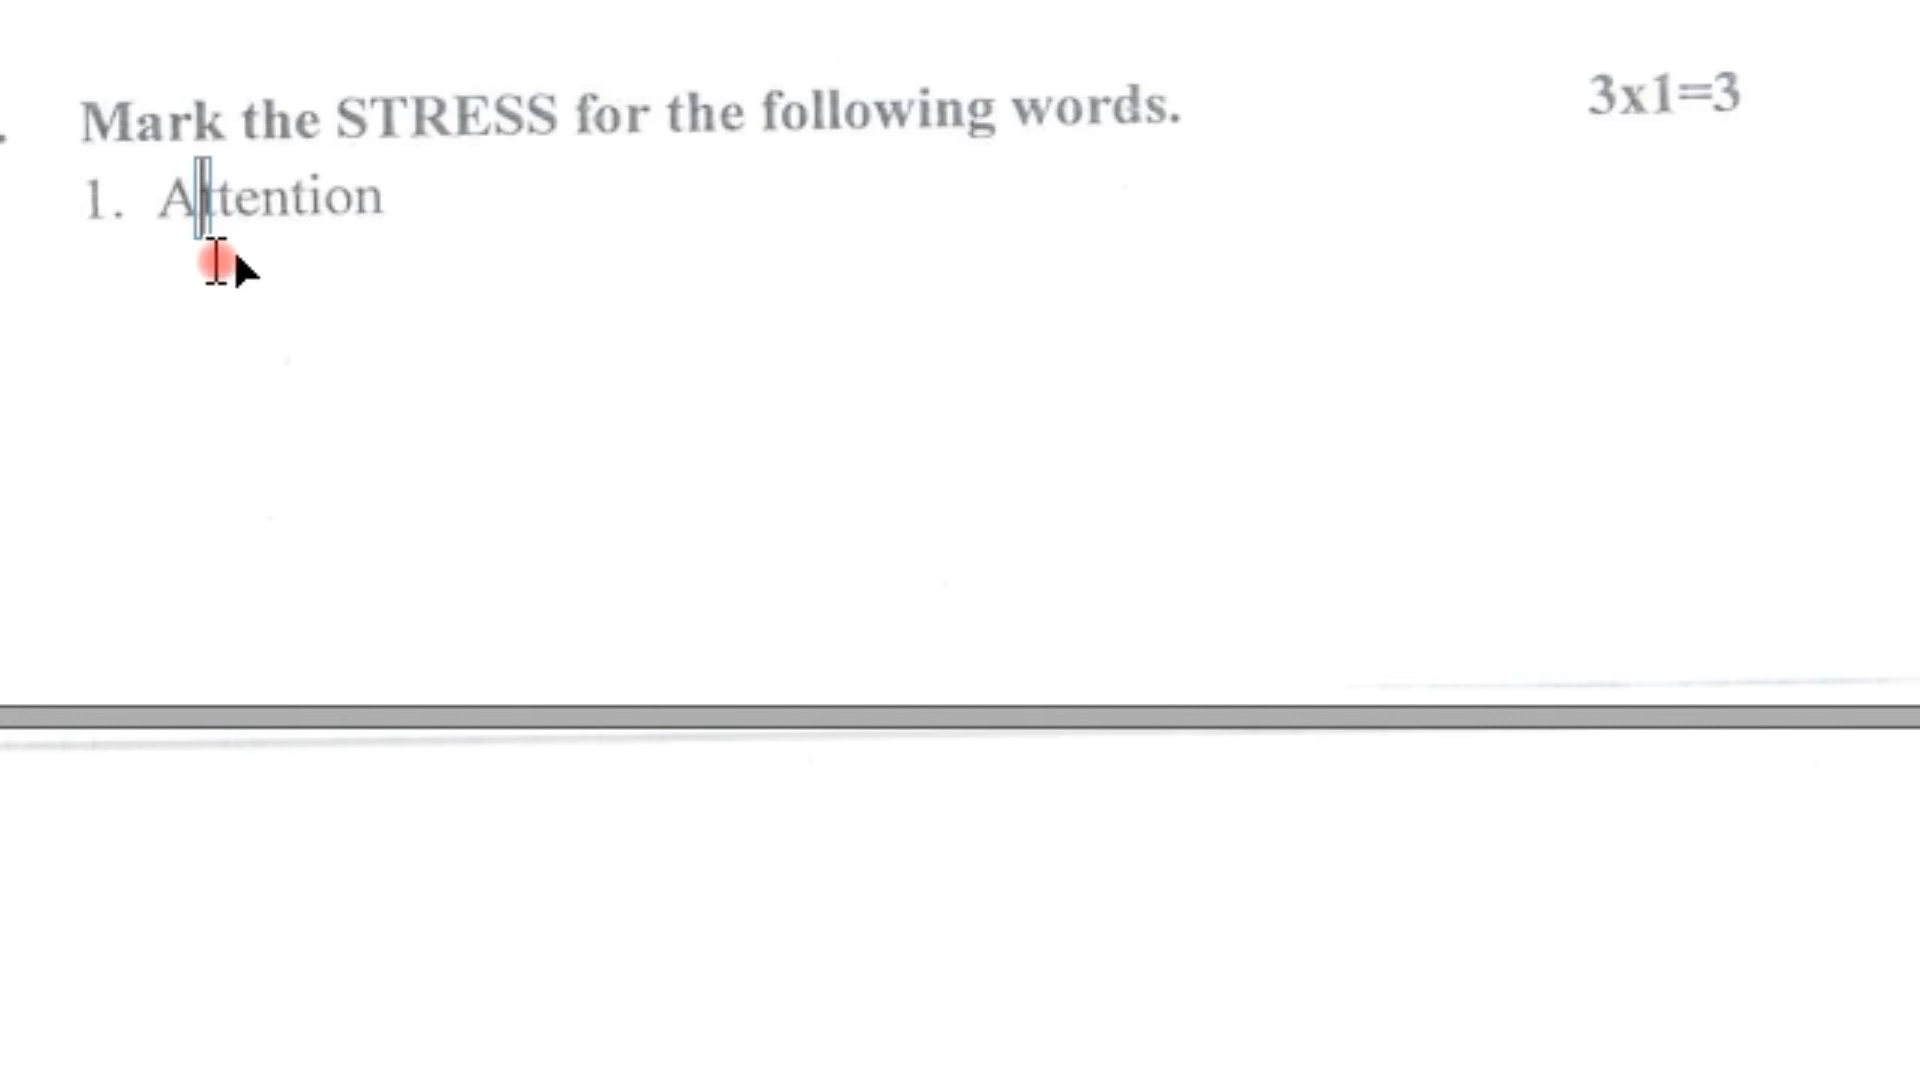 Mark the STRESS for the following words. 3x1=3
1. Attention